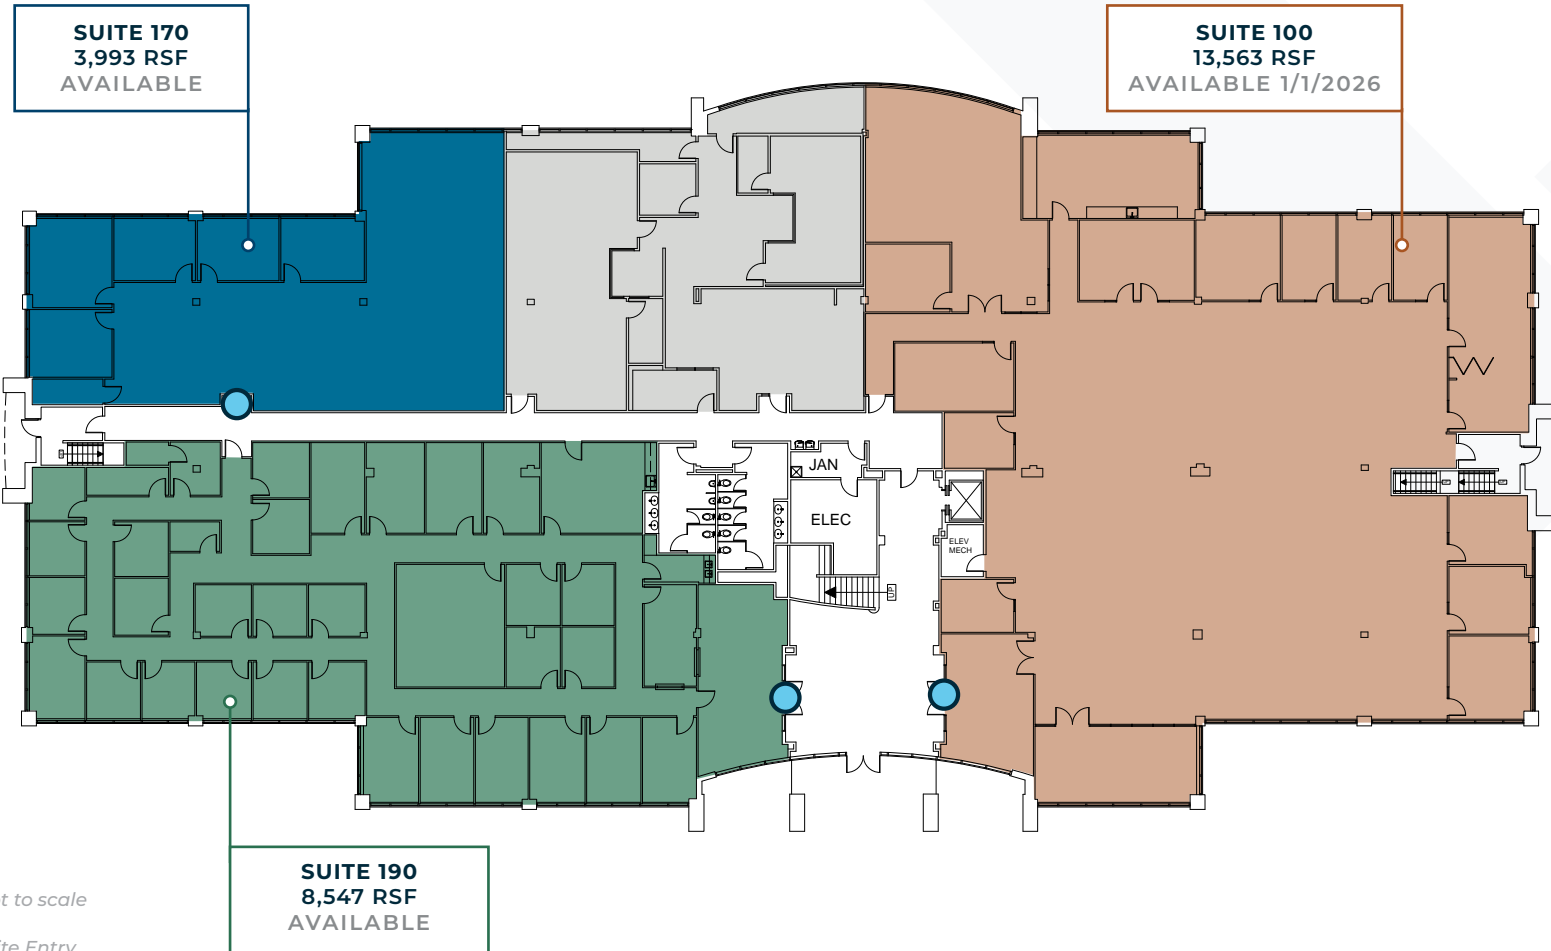 SUITE 170
3,993 RSF
AVAILABLE
SUITE 100
13,563 RSF
AVAILABLE 1/1/2026
JAN
ELEC
ELEV
MECH
UP
SUITE 190
8,547 RSF
AVAILABLE
to scale
Entry